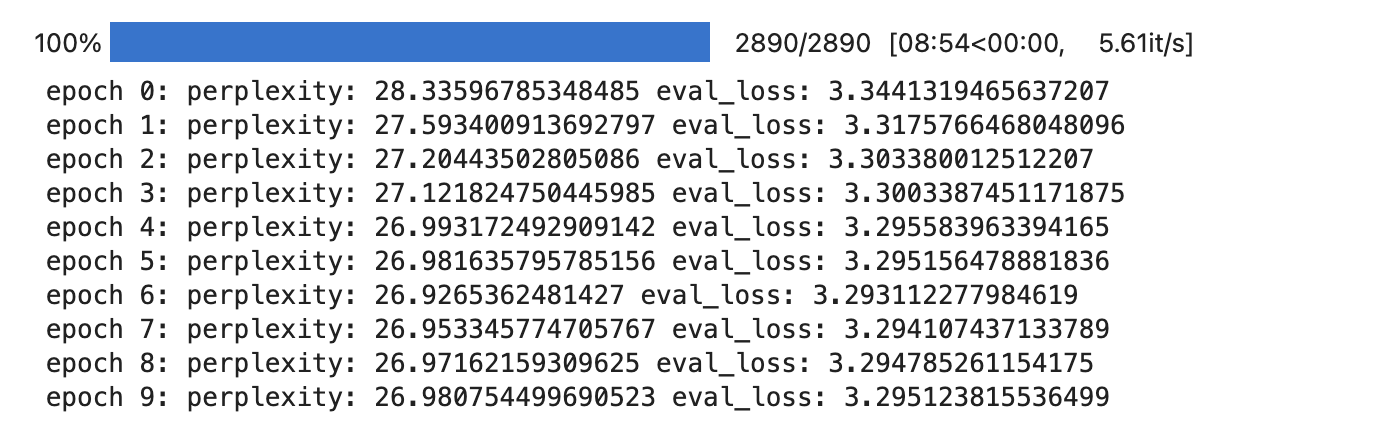 100% 2890/2890 [08:54<00:00, 5.61it/s]
epoch 0: perplexity: 28.33596785348485 eval_loss: 3.3441319465637207
epoch 1: perplexity: 27.593400913692797 eval_loss: 3.3175766468048096
epoch 2: perplexity: 27.20443502805086 eval_loss: 3.303380012512207
epoch 3: perplexity: 27.121824750445985 eval_loss: 3.3003387451171875
epoch 4: perplexity: 26.993172492909142 eval_loss: 3.295583963394165
epoch 5: perplexity: 26.981635795785156 eval_loss: 3.295156478881836
epoch 6: perplexity: 26.9265362481427 eval_loss: 3.293112277984619
epoch 7: perplexity: 26.953345774705767 eval_loss: 3.294107437133789
epoch 8: perplexity: 26.97162159309625 eval_loss: 3.294785261154175
epoch 9: perplexity: 26.980754499690523 eval_loss: 3.295123815536499